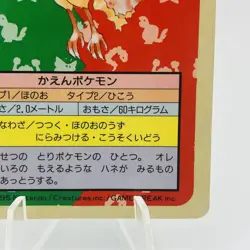 かえんポケモン
プ1/ほのお タイプ2/ひこう
さ/2.0メートル おもさ/60キログラム
なわざ/つつく・ほのおのうず
にらみつける・こうそくいどう
せつの とりポケモンの ひとつ。 オレ
いろの もえるような ハネが みるもの
あっとうする。
Creatures inc. /GAME FREAK inc.